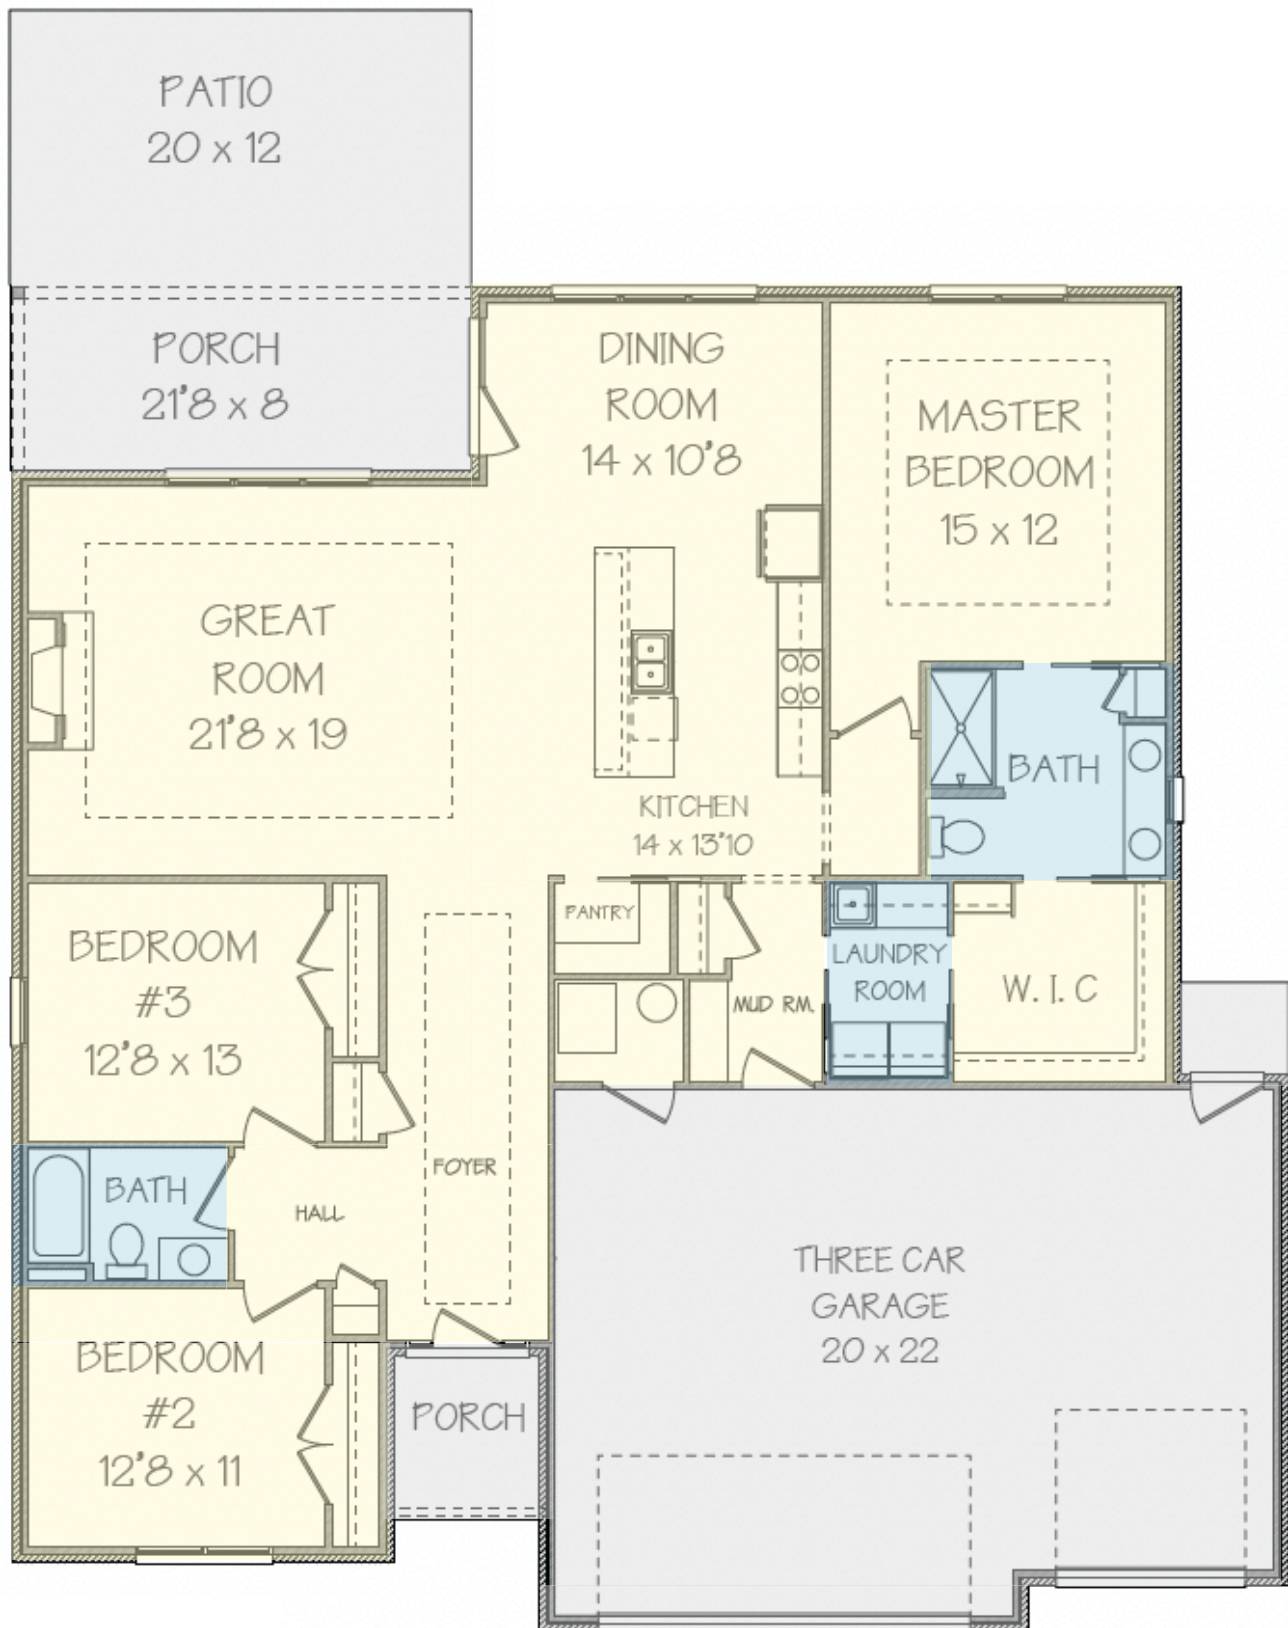 PATIO
20 x 12
PORCH
21'8 x 8
DINING
ROOM
14 x 10'8
MASTER
BEDROOM
15 x 12
GREAT
ROOM
21'8 x 19
BATH
KITCHEN
14 x 13'10
PANTRY
BEDROOM
#3
12'8 x 13
LAUNDRY
ROOM
W. I. C
MUD RM.
BATH
FOYER
HALL
THREE CAR
GARAGE
20 x 22
BEDROOM
#2
12'8 x 11
PORCH